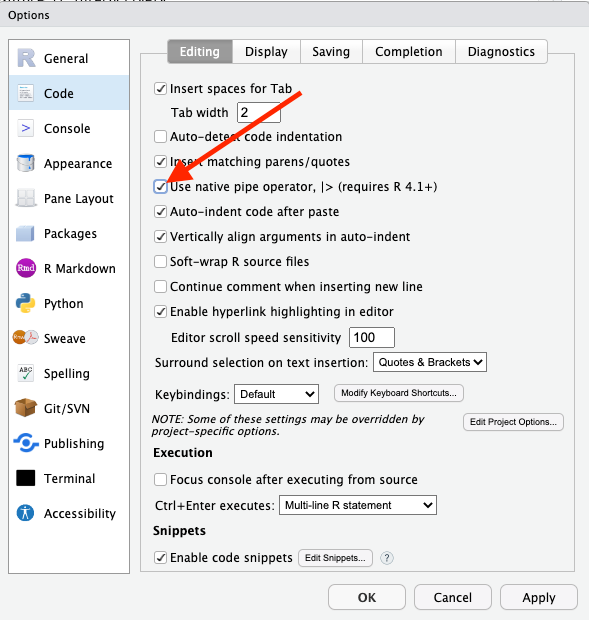 Options
General
Code
Console
Appearance
Pane Layout
Packages
Rmd R Markdown
Python
Sweave
ABC Spelling
Git/SVN
Publishing
Terminal
Accessibility
Editing Display Saving Completion Diagnostics
Insert spaces for Tab
Tab width 2
Auto-detect code indentation
Insert matching parens/quotes
Use native pipe operator, |> (requires R 4.1+)
Auto-indent code after paste
Vertically align arguments in auto-indent
Soft-wrap R source files
Continue comment when inserting new line
Enable hyperlink highlighting in editor
Editor scroll speed sensitivity 100
Surround selection on text insertion: Quotes & Brackets
Keybindings: Default Modify Keyboard Shortcuts...
NOTE: Some of these settings may be overridden by
project-specific options. Edit Project Options...
Execution
Focus console after executing from source
Ctrl+Enter executes: Multi-line R statement
Snippets
Enable code snippets Edit Snippets... ?
OK Cancel Apply